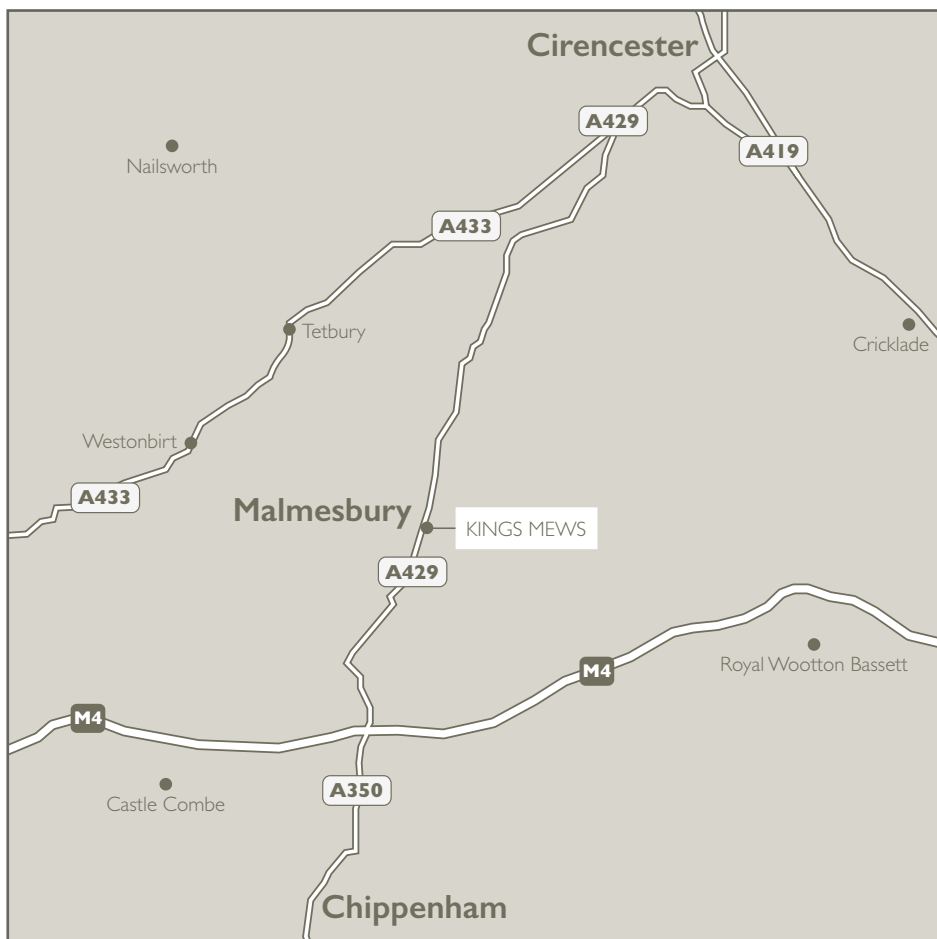 Cirencester
A429
Nailsworth
A419
A433
Tetbury
Cricklade
Westonbirt
A433
Malmesbury
KINGS MEWS
A429
Royal Wootton Bassett
M4
M4
A350
Castle Combe
Chippenham